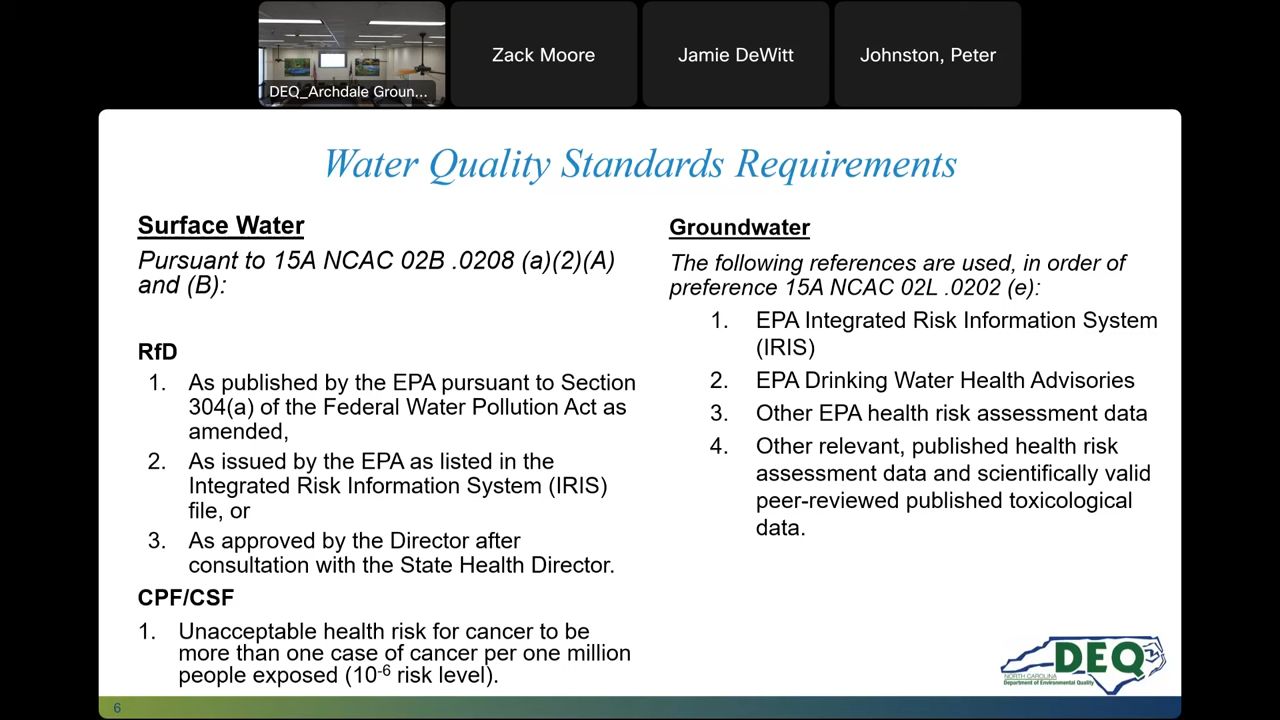 DEQ_Archdale Groun...
Zack Moore
Jamie DeWitt
Johnston, Peter
Water Quality Standards Requirements
Surface Water
Pursuant to 15A NCAC 02B .0208 (a)(2)(A)
and (B):
RfD
1. As published by the EPA pursuant to Section
304(a) of the Federal Water Pollution Act as
amended,
2. As issued by the EPA as listed in the
Integrated Risk Information System (IRIS)
file, or
3. As approved by the Director after
consultation with the State Health Director.
CPF/CSF
1. Unacceptable health risk for cancer to be
more than one case of cancer per one million
people exposed (10-6 risk level).
Groundwater
The following references are used, in order of
preference 15A NCAC 02L .0202 (e):
1. EPA Integrated Risk Information System
(IRIS)
2. EPA Drinking Water Health Advisories
3. Other EPA health risk assessment data
4. Other relevant, published health risk
assessment data and scientifically valid
peer-reviewed published toxicological
data.
DEQ
NORTH CAROLINA
Department of Environmental Quality
6